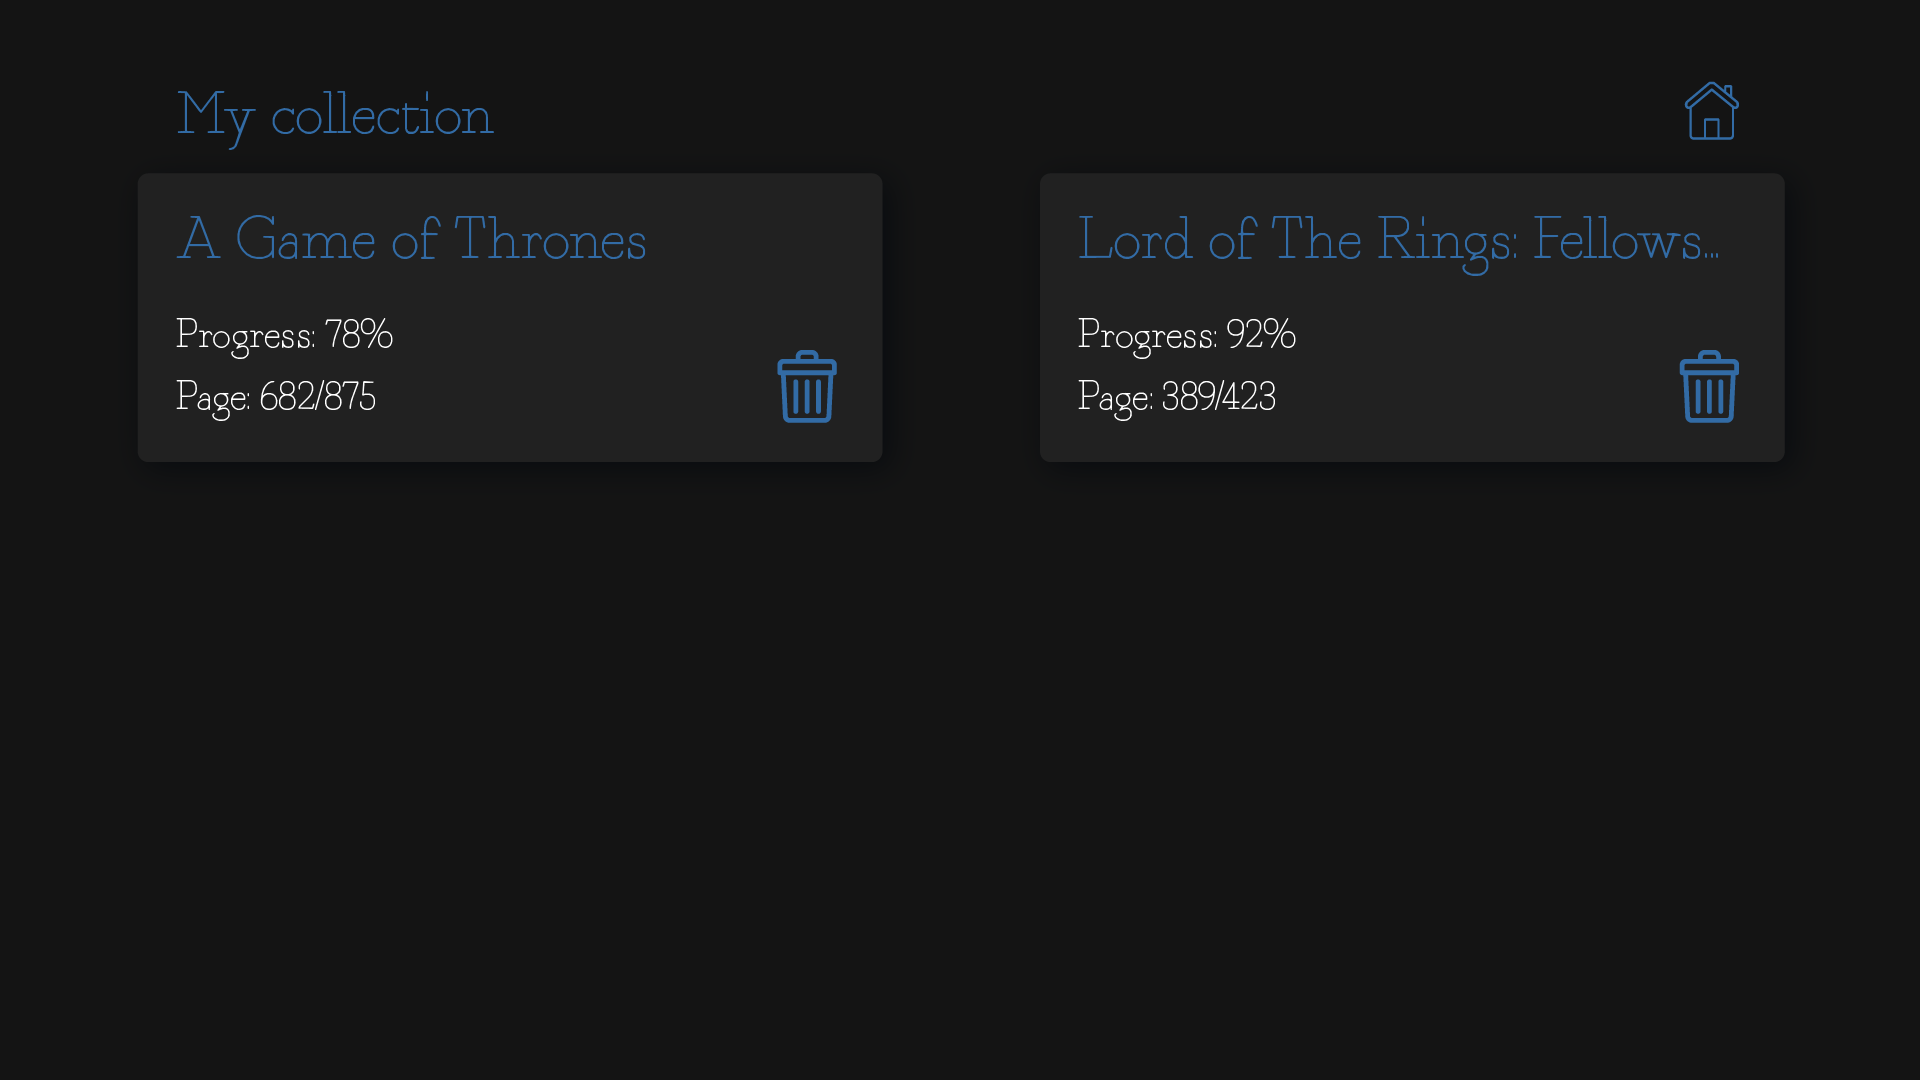 My collection
A Game of Thrones
Progress: 78%
Page: 682/875
Lord of The Rings: Fellows...
Progress: 92%
Page: 389/423